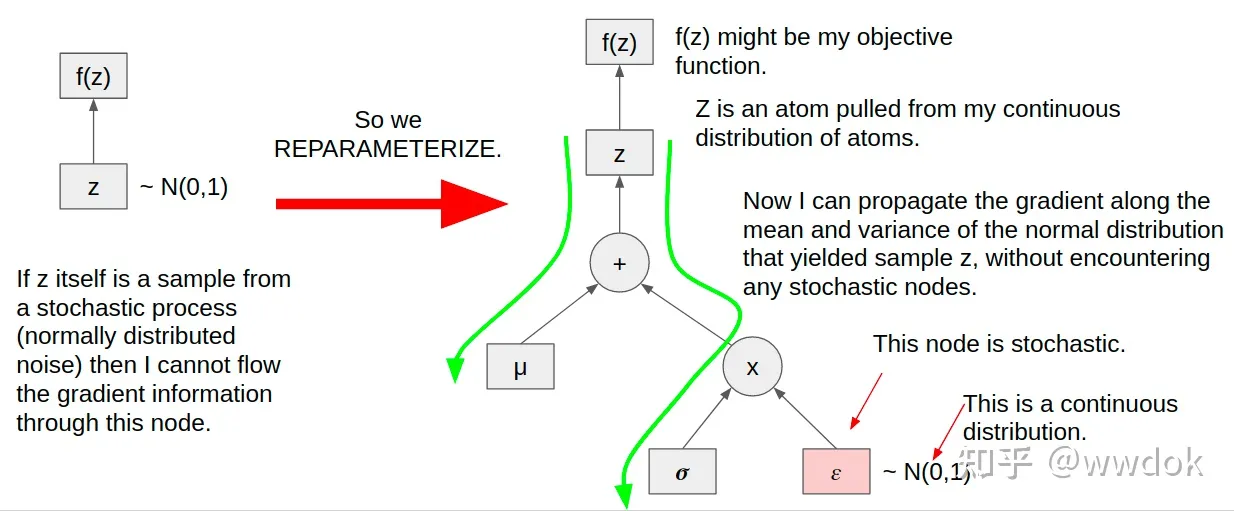 f(z)
z
~ N(0,1)
If z itself is a sample from
a stochastic process
(normally distributed
noise) then I cannot flow
the gradient information
through this node.
So we
REPARAMETERIZE.
f(z)
f(z) might be my objective
function.
z
Z is an atom pulled from my continuous
distribution of atoms.
Now I can propagate the gradient along the
mean and variance of the normal distribution
that yielded sample z, without encountering
any stochastic nodes.
+
μ
x
This node is stochastic.
This is a continuous
distribution.
σ
ε
~ N(0,1)
知乎 @wwdok